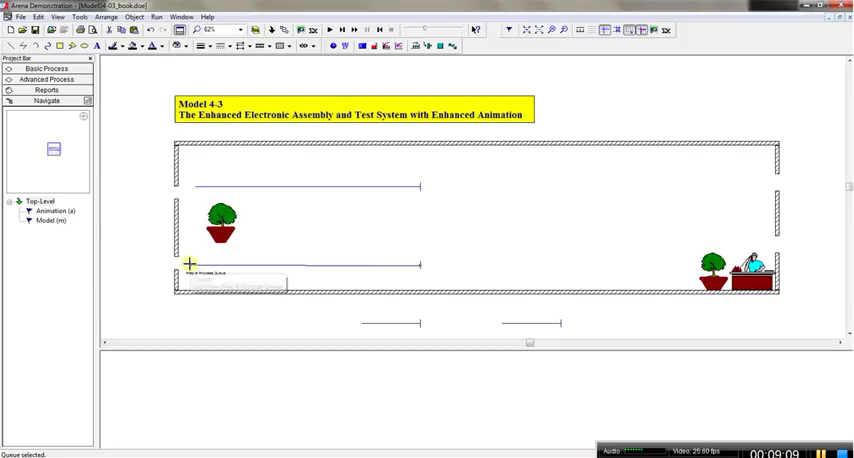 Arena Demonstration - [Model04-03_book.doe]
File Edit View Tools Arrange Object Run Window Help
62%
Project Bar
Basic Process
Advanced Process
Reports
Navigate
Top-Level
Animation (a)
Model (m)
Model 4-3
The Enhanced Electronic Assembly and Test System with Enhanced Animation
Queue selected.
Audio
Video: 25.60 fps
00:09:09